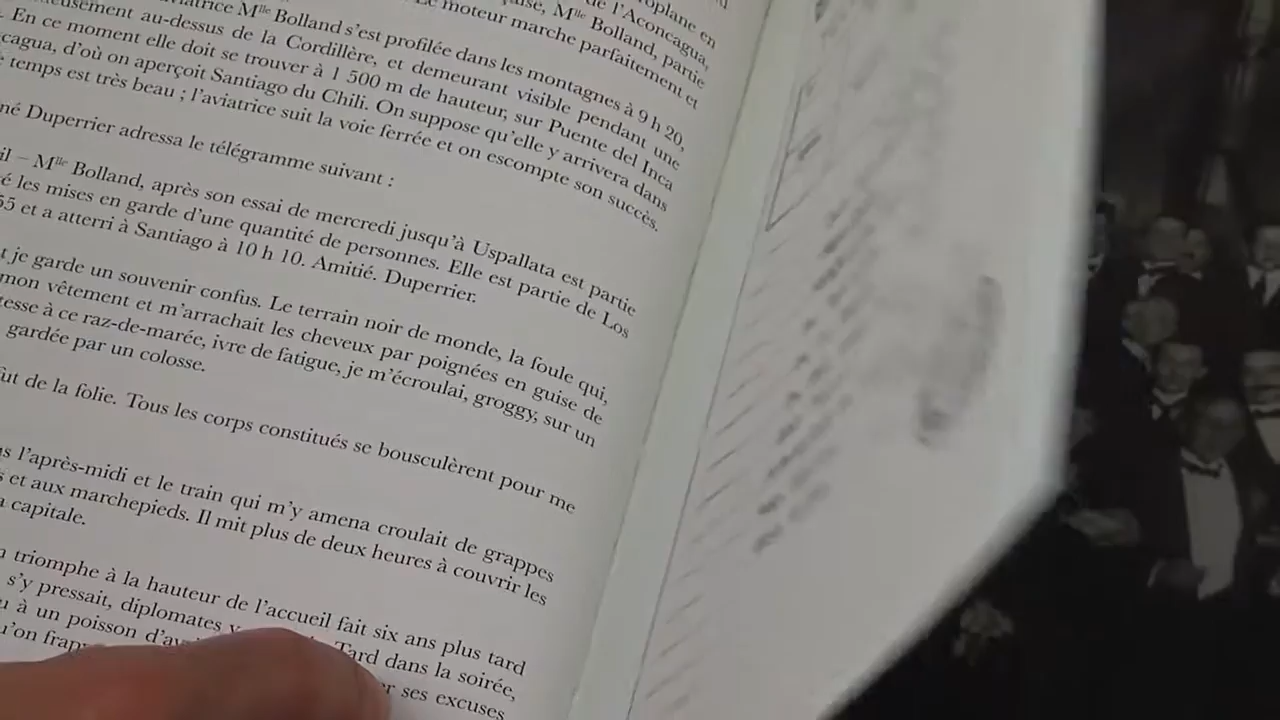 roplane en
de l'Aconcagua,
Mlle Bolland, partie
Le moteur marche parfaitement et
Mlle Bolland s'est profilée dans les montagnes à 9 h 20,
au-dessus de la Cordillère, et demeurant visible pendant une
. En ce moment elle doit se trouver à 1 500 m de hauteur, sur Puente del Inca
cagua, d'où on aperçoit Santiago du Chili. On suppose qu'elle y arrivera dans
temps est très beau ; l'aviatrice suit la voie ferrée et on escompte son succès.
né Duperrier adressa le télégramme suivant :
il – Mlle Bolland, après son essai de mercredi jusqu'à Uspallata est partie
é les mises en garde d'une quantité de personnes. Elle est partie de Los
55 et a atterri à Santiago à 10 h 10. Amitié. Duperrier.
t je garde un souvenir confus. Le terrain noir de monde, la foule qui,
mon vêtement et m'arrachait les cheveux par poignées en guise de
tesse à ce raz-de-marée, ivre de fatigue, je m'écroulai, groggy, sur un
gardée par un colosse.
fut de la folie. Tous les corps constitués se bousculèrent pour me
s l'après-midi et le train qui m'y amena croulait de grappes
s et aux marchepieds. Il mit plus de deux heures à couvrir les
a capitale.
n triomphe à la hauteur de l'accueil fait six ans plus tard
s'y pressait, diplomates Tard dans la soirée,
u à un poisson d'av
u'on frap r ses excuses